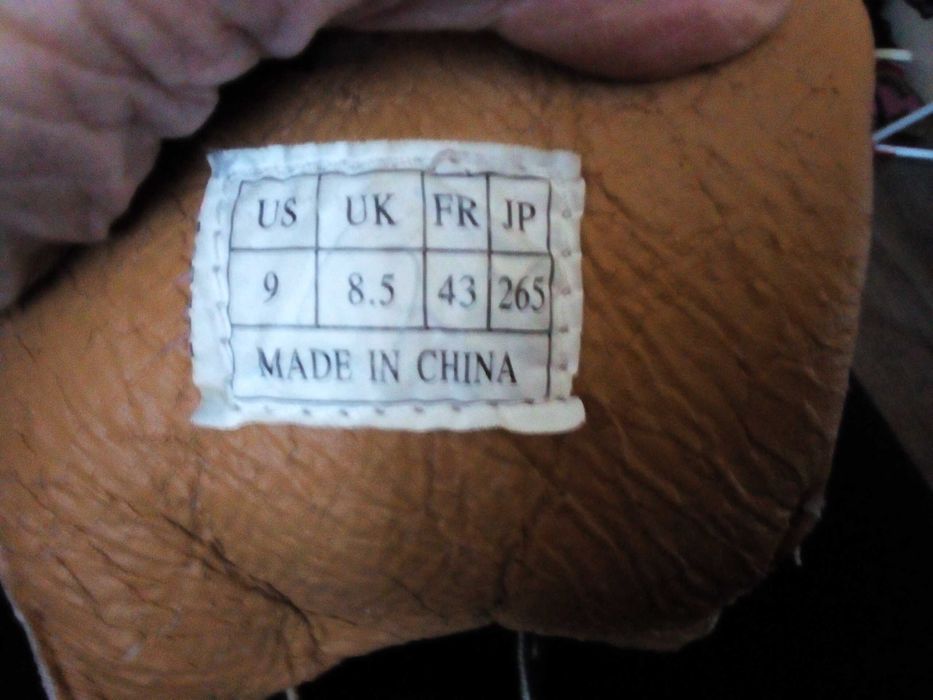 US UK FR JP
9 8.5 43 265
MADE IN CHINA